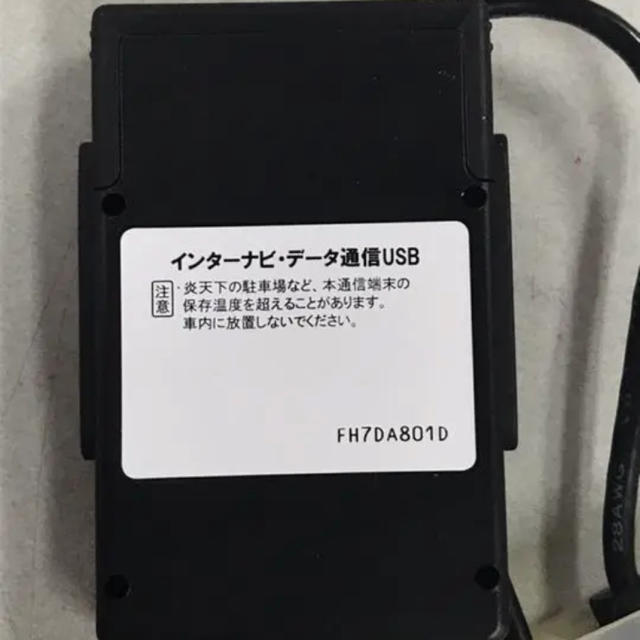 インターナビ・データ通信USB
注意
・炎天下の駐車場など、本通信端末の
保存温度を超えることがあります。
車内に放置しないでください。
FH7DA801D
28AWG